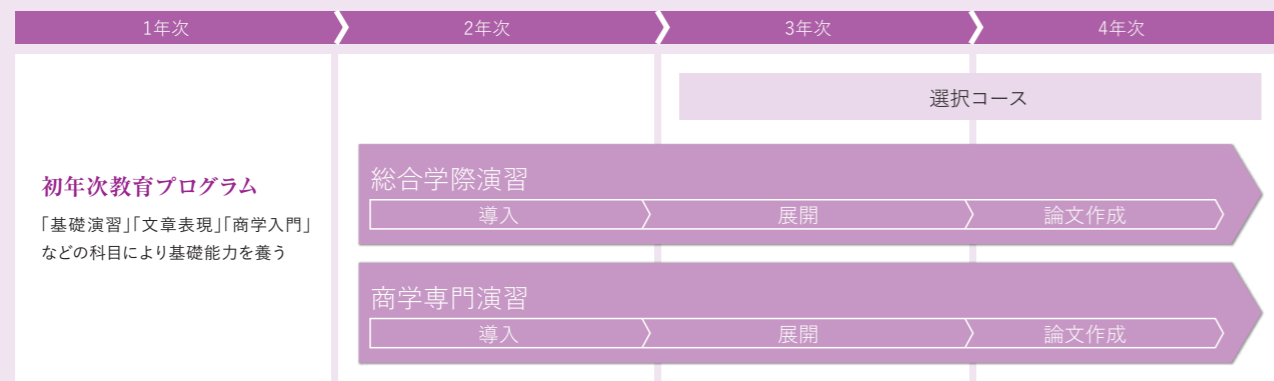 1年次
2年次
3年次
4年次
選択コース
初年次教育プログラム
「基礎演習」「文章表現」「商学入門」
などの科目により基礎能力を養う
総合学際演習
導入
展開
論文作成
商学専門演習
導入
展開
論文作成